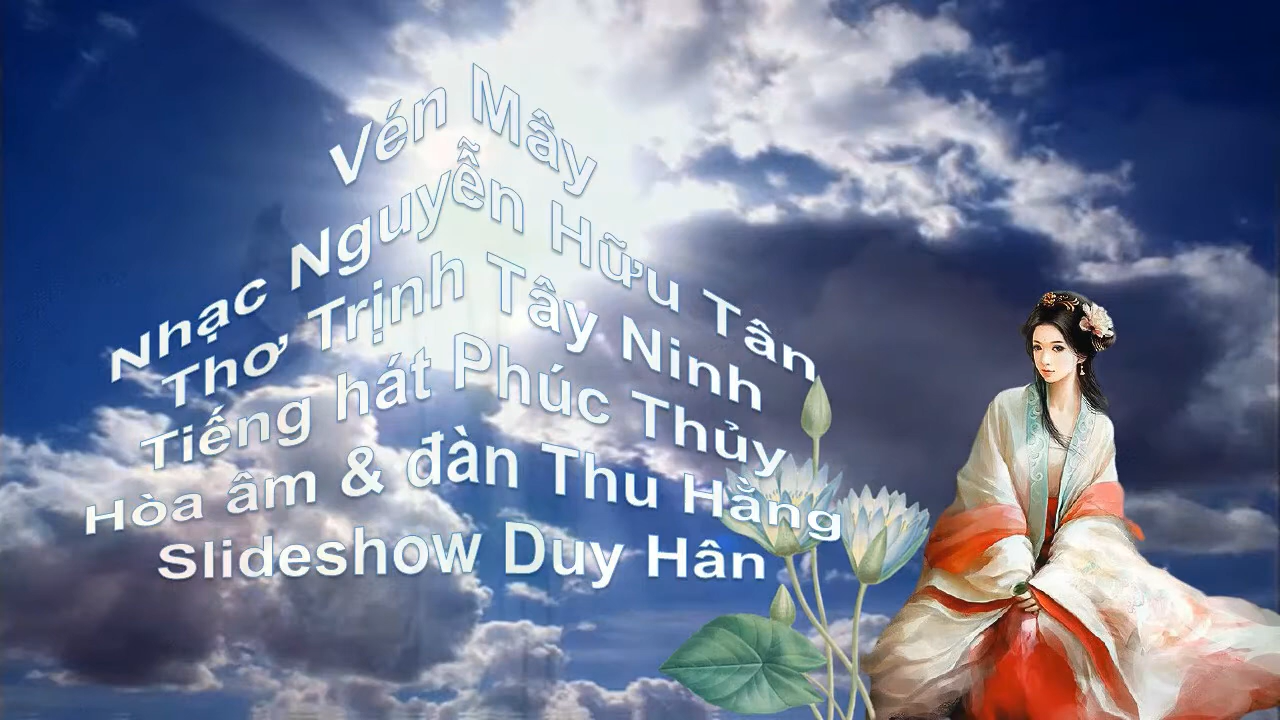 Vén Mây
Nhạc Nguyễn Hữu Tân
Thơ Trịnh Tây Ninh
Tiếng hát Phúc Thủy
Hòa âm & đàn Thu Hằng
Slideshow Duy Hân